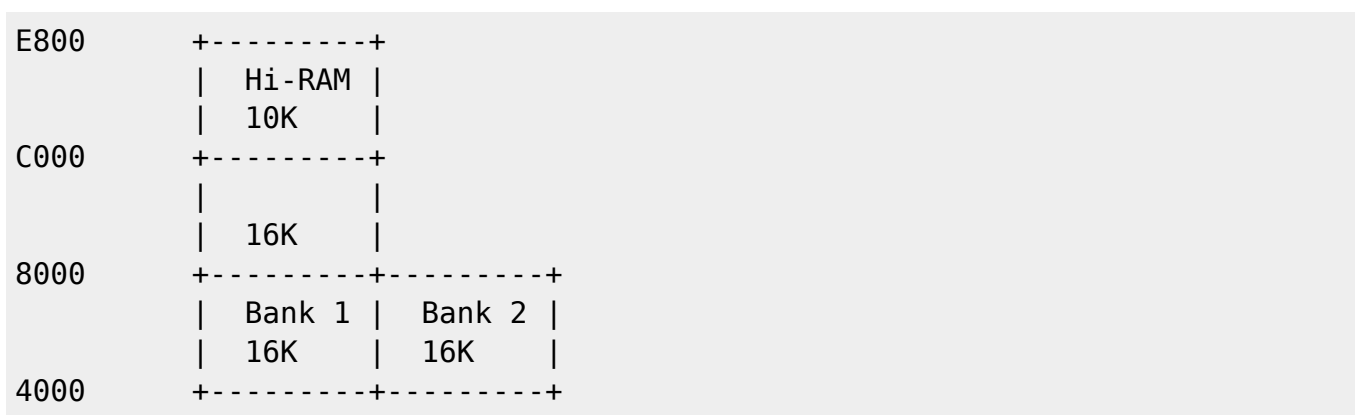 E800       +---------+
           |  Hi-RAM |
           |  10K    |
C000       +---------+
           |         |
           |  16K    |
8000       +---------+---------+
           |  Bank 1 |  Bank 2 |
           |  16K    |  16K    |
4000       +---------+---------+